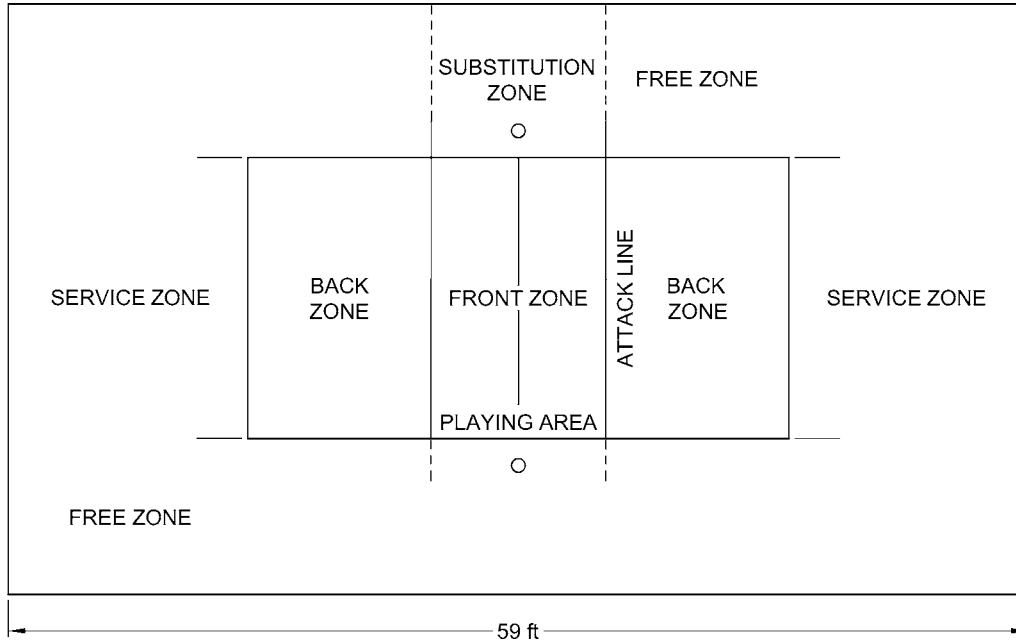 SUBSTITUTION
ZONE
FREE ZONE
SERVICE ZONE
BACK
ZONE
FRONT ZONE
ATTACK LINE
BACK
ZONE
SERVICE ZONE
PLAYING AREA
FREE ZONE
59 ft